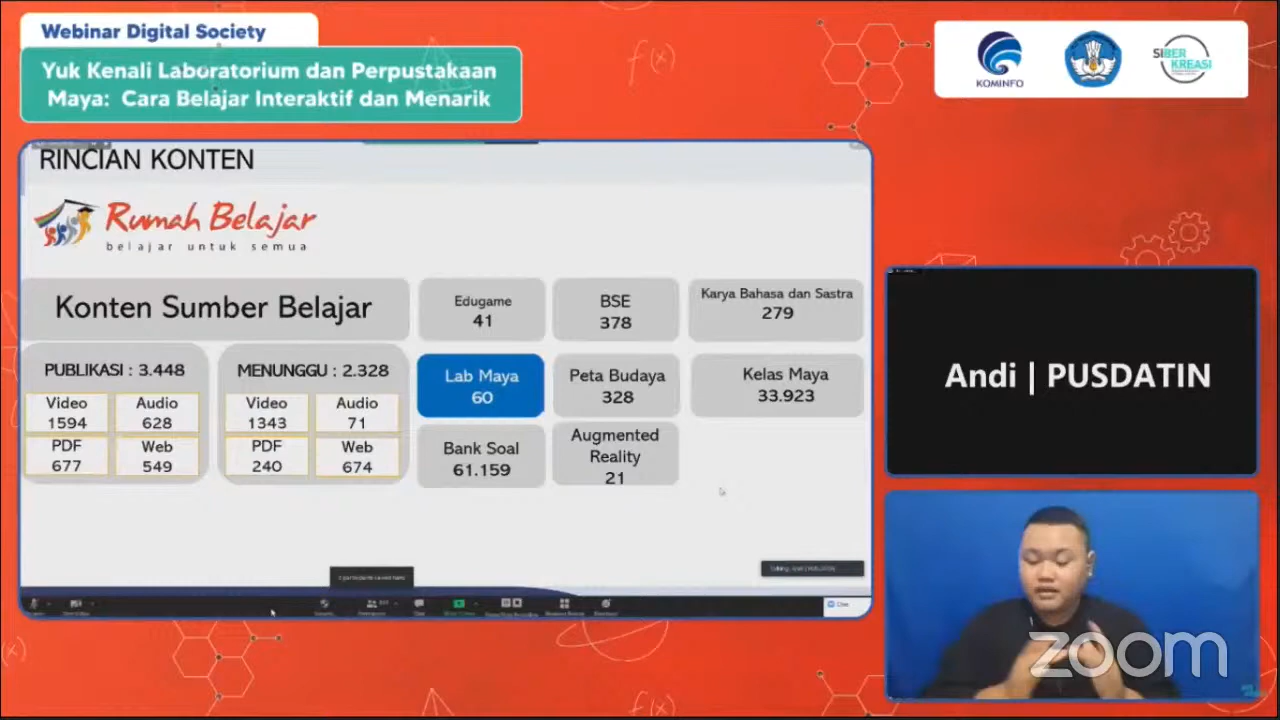 Webinar Digital Society
Yuk Kenali Laboratorium dan Perpustakaan
Maya: Cara Belajar Interaktif dan Menarik
KOMINFO
SIBER
KREASI
RINCIAN KONTEN
Rumah Belajar
belajar untuk semua
Konten Sumber Belajar
PUBLIKASI : 3.448
Video
1594
Audio
628
PDF
677
Web
549
MENUNGGU : 2.328
Video
1343
Audio
71
PDF
240
Web
674
Edugame
41
BSE
378
Karya Bahasa dan Sastra
279
Lab Maya
60
Peta Budaya
328
Kelas Maya
33.923
Bank Soal
61.159
Augmented
Reality
21
Andi | PUSDATIN
zoom